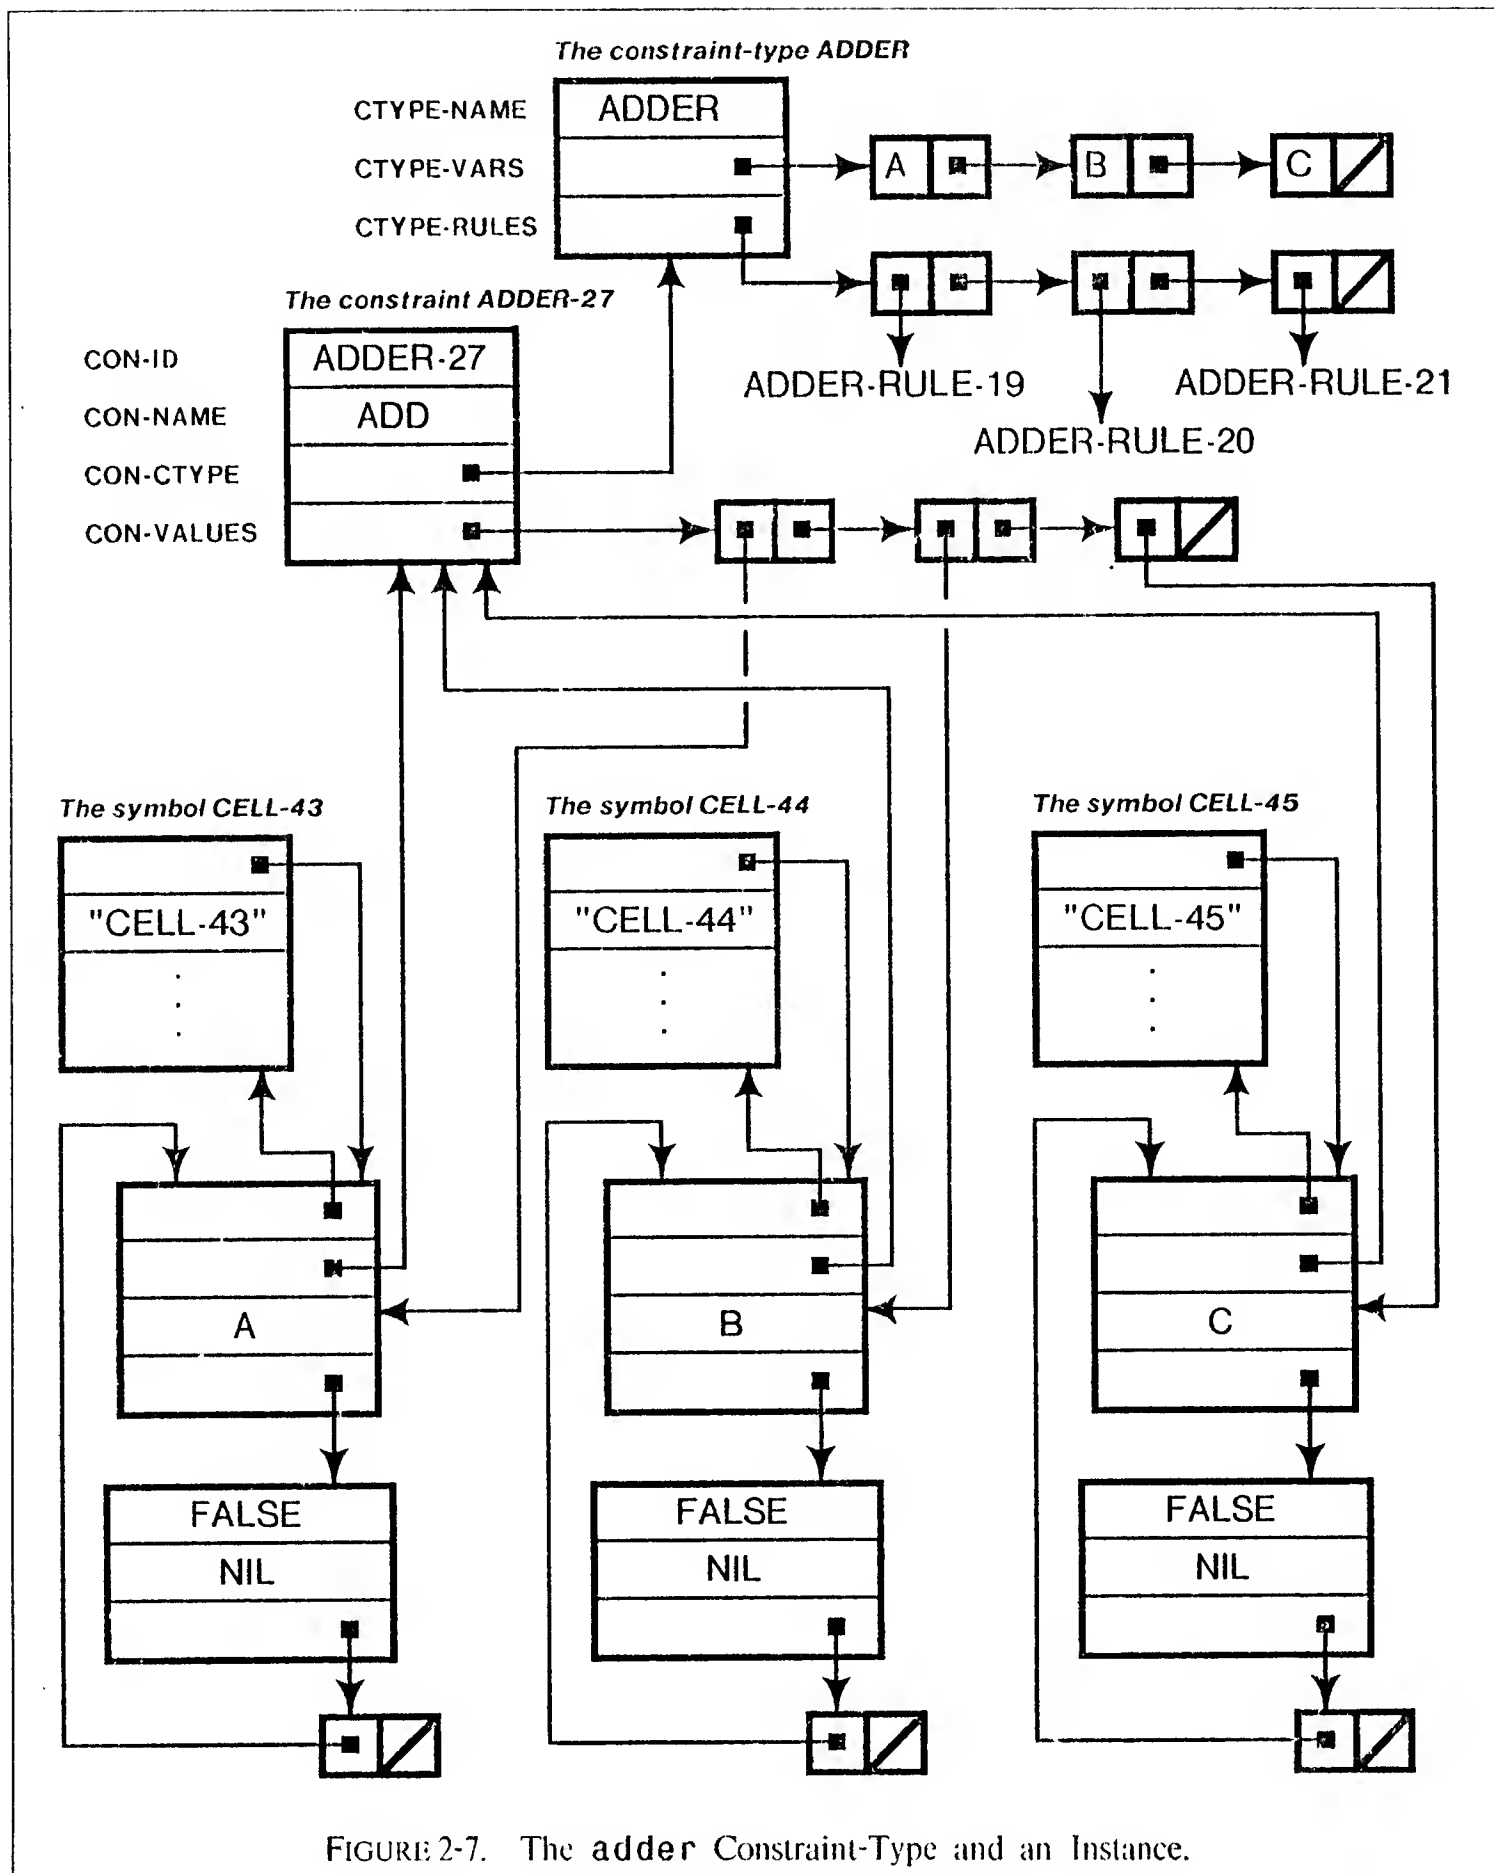 The constraint-type ADDER
CTYPE-NAME
ADDER
CTYPE-VARS
A
B
C
CTYPE-RULES
The constraint ADDER-27
CON-ID
ADDER-27
ADDER-RULE-19
ADDER-RULE-21
CON-NAME
ADD
ADDER-RULE-20
CON-CTYPE
CON-VALUES
The symbol CELL-43
The symbol CELL-44
The symbol CELL-45
"CELL-43"
"CELL-44"
"CELL-45"
A
B
C
FALSE
FALSE
FALSE
NIL
NIL
NIL
FIGURE 2-7. The adder Constraint-Type and an Instance.